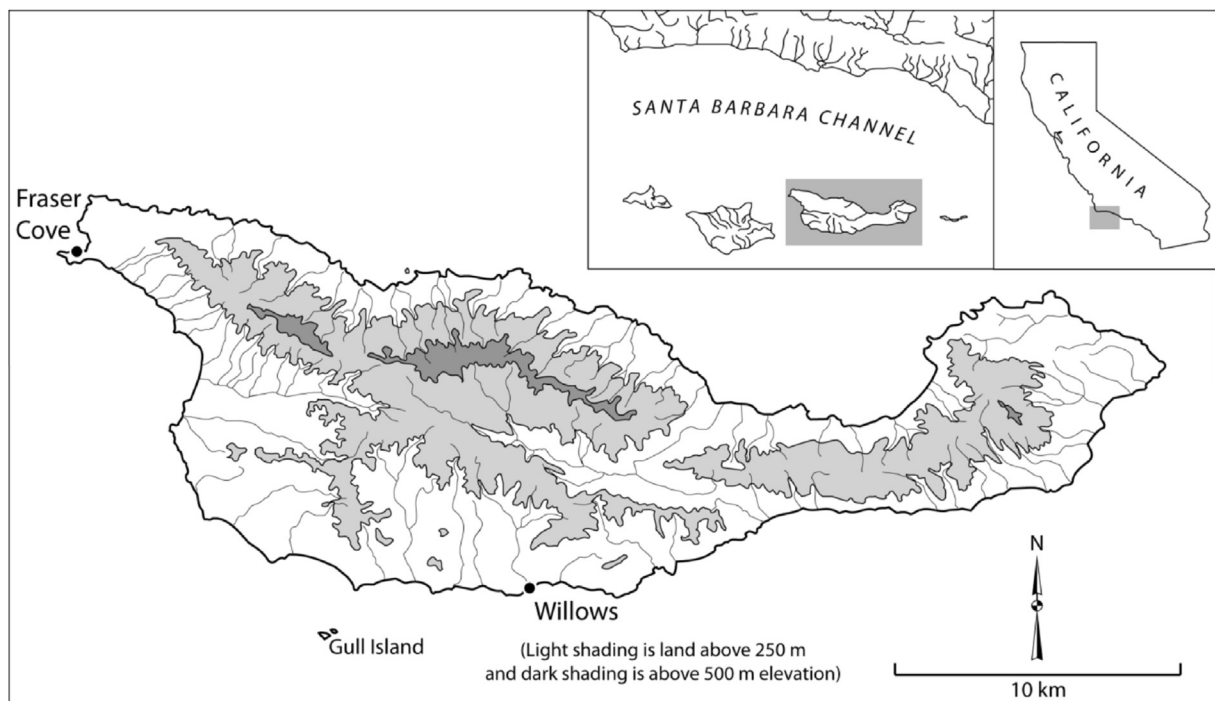 SANTA BARBARA CHANNEL
CALIFORNIA
Fraser
Cove
Willows
Gull Island
(Light shading is land above 250 m
and dark shading is above 500 m elevation)
N
10 km